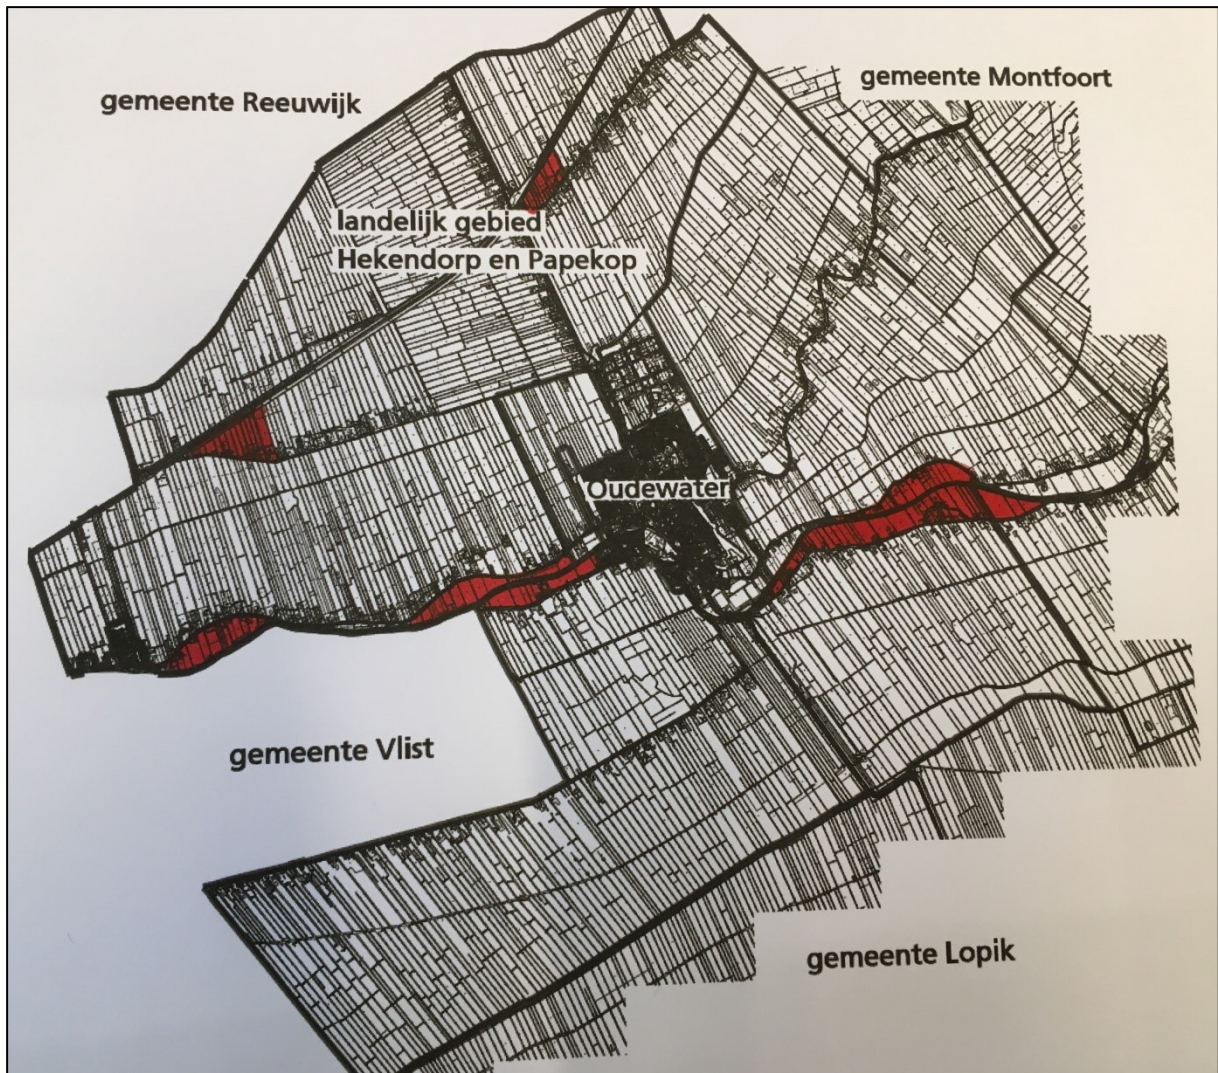 gemeente Montfoort
gemeente Reeuwijk
landelijk gebied
Hekendorp en Papekop
Oudewater
gemeente Vlist
gemeente Lopik